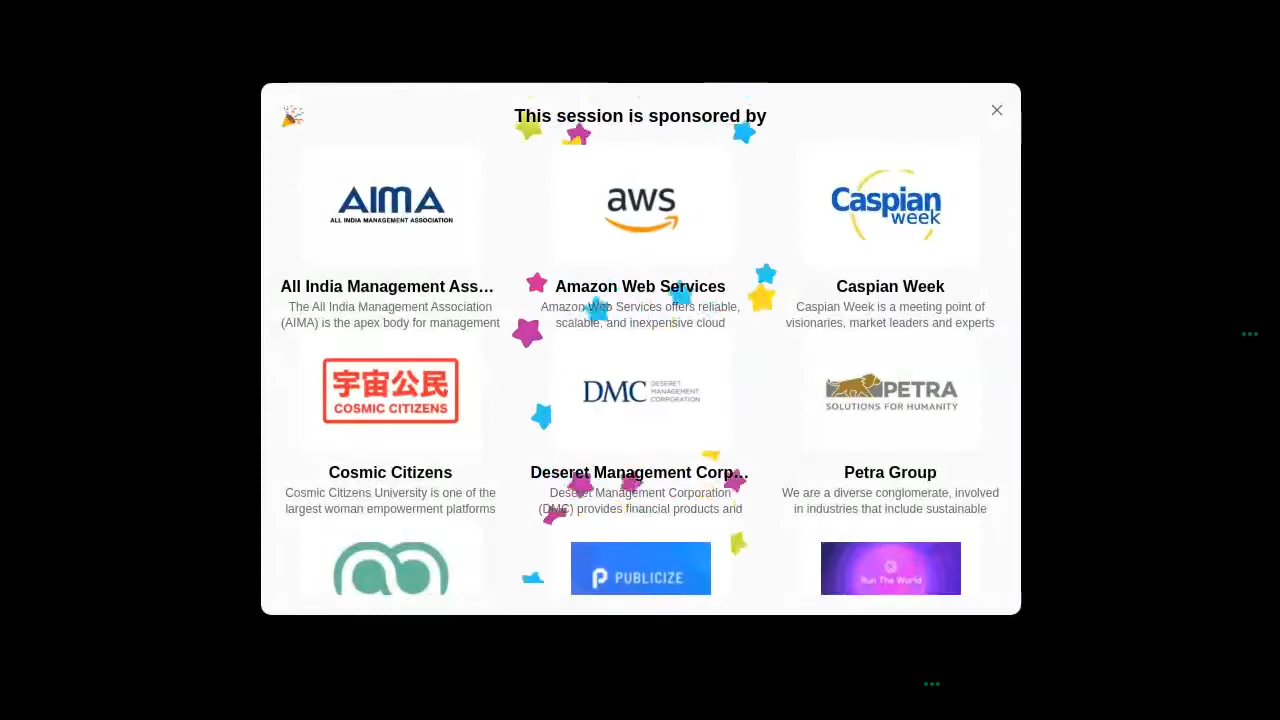 This session is sponsored by
AIMA
ALL INDIA MANAGEMENT ASSOCIATION
aws
Caspian
week
All India Management Ass...
Amazon Web Services
Caspian Week
The All India Management Association
(AIMA) is the apex body for management
Amazon Web Services offers reliable,
scalable, and inexpensive cloud
Caspian Week is a meeting point of
visionaries, market leaders and experts
宇宙公民
COSMIC CITIZENS
DMC
DESERET
MANAGEMENT
CORPORATION
PETRA
SOLUTIONS FOR HUMANITY
Cosmic Citizens
Deseret Management Corp...
Petra Group
Cosmic Citizens University is one of the
largest woman empowerment platforms
Deseret Management Corporation
(DMC) provides financial products and
We are a diverse conglomerate, involved
in industries that include sustainable
PUBLICIZE
Run The World